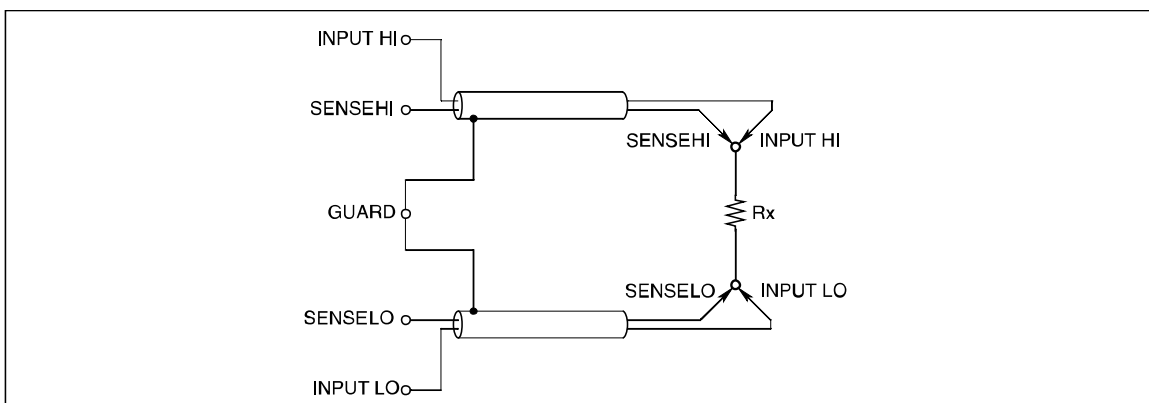 INPUT HI
SENSEHI
SENSEHI
INPUT HI
GUARD
Rx
SENSELO
INPUT LO
SENSELO
INPUT LO